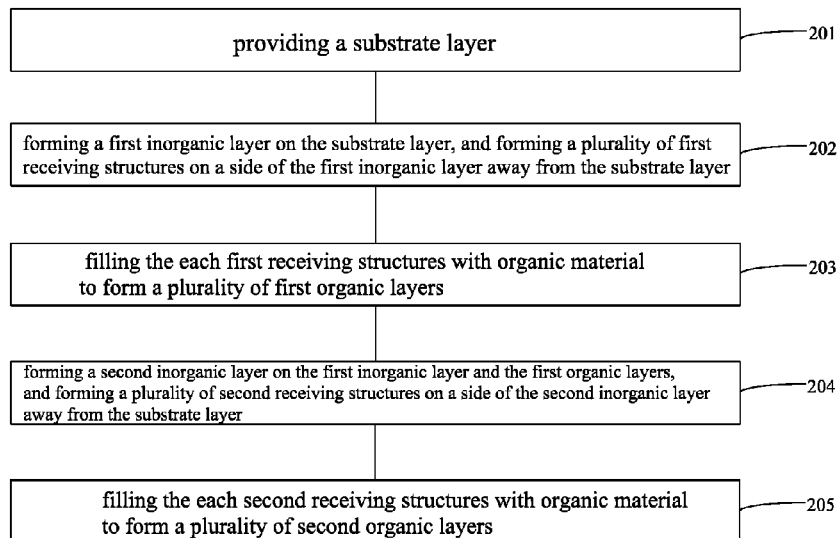 providing a substrate layer
201
forming a first inorganic layer on the substrate layer, and forming a plurality of first
receiving structures on a side of the first inorganic layer away from the substrate layer
202
filling the each first receiving structures with organic material
to form a plurality of first organic layers
203
forming a second inorganic layer on the first inorganic layer and the first organic layers,
and forming a plurality of second receiving structures on a side of the second inorganic layer
away from the substrate layer
204
filling the each second receiving structures with organic material
to form a plurality of second organic layers
205